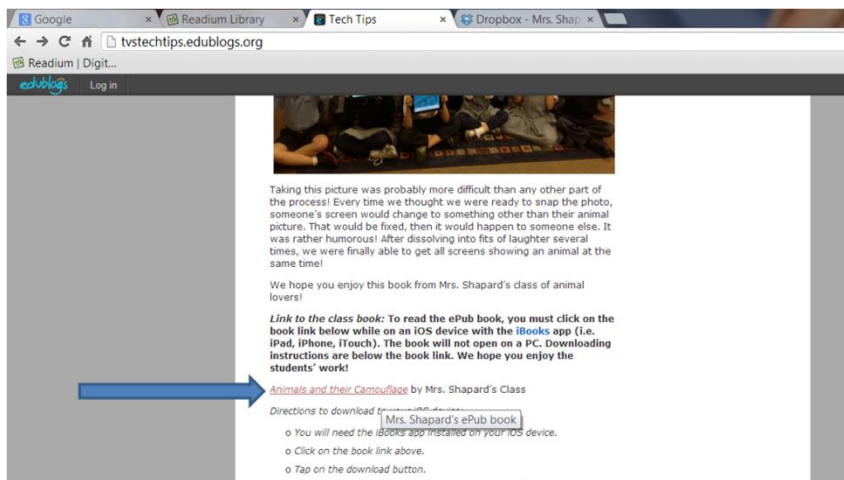 Google × Readium Library × Tech Tips × Dropbox - Mrs. Shap ×
tvstechtips.edublogs.org
Readium | Digit...
edublogs Log in
Taking this picture was probably more difficult than any other part of
the process! Every time we thought we were ready to snap the photo,
someone's screen would change to something other than their animal
picture. That would be fixed, then it would happen to someone else. It
was rather humorous! After dissolving into fits of laughter several
times, we were finally able to get all screens showing an animal at the
same time!
We hope you enjoy this book from Mrs. Shapard's class of animal
lovers!
Link to the class book: To read the ePub book, you must click on the
book link below while on an iOS device with the iBooks app (i.e.
iPad, iPhone, iTouch). The book will not open on a PC. Downloading
instructions are below the book link. We hope you enjoy the
students' work!
Animals and their Camouflage by Mrs. Shapard's Class
Directions to download to your iOS device:
Mrs. Shapard's ePub book
o You will need the iBooks app installed on your iOS device.
o Click on the book link above.
o Tap on the download button.